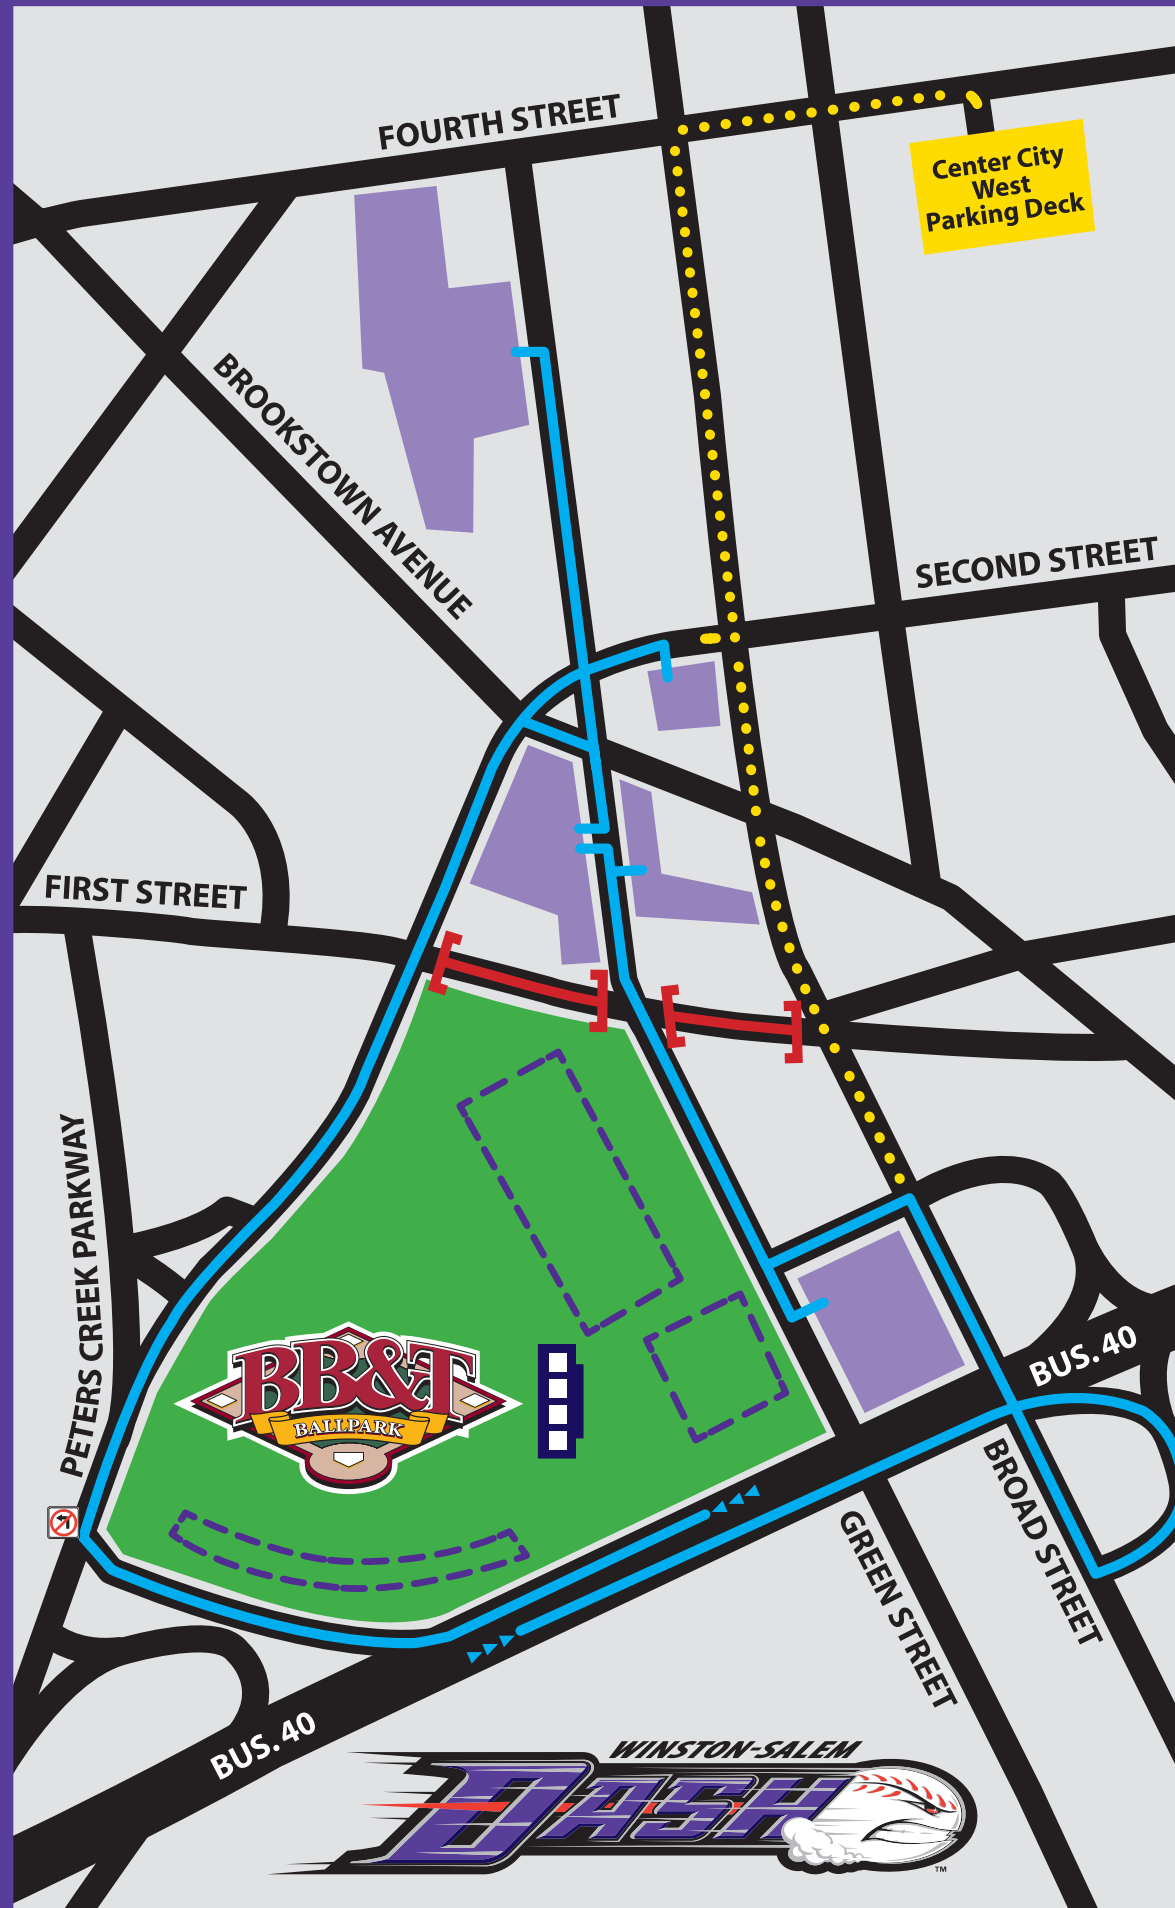 FOURTH STREET
Center City
West
Parking Deck
BROOKSTOWN AVENUE
SECOND STREET
FIRST STREET
PETERS CREEK PARKWAY
BB&T
BALLPARK
BUS. 40
BROAD STREET
GREEN STREET
BUS. 40
WINSTON-SALEM
DASH
™